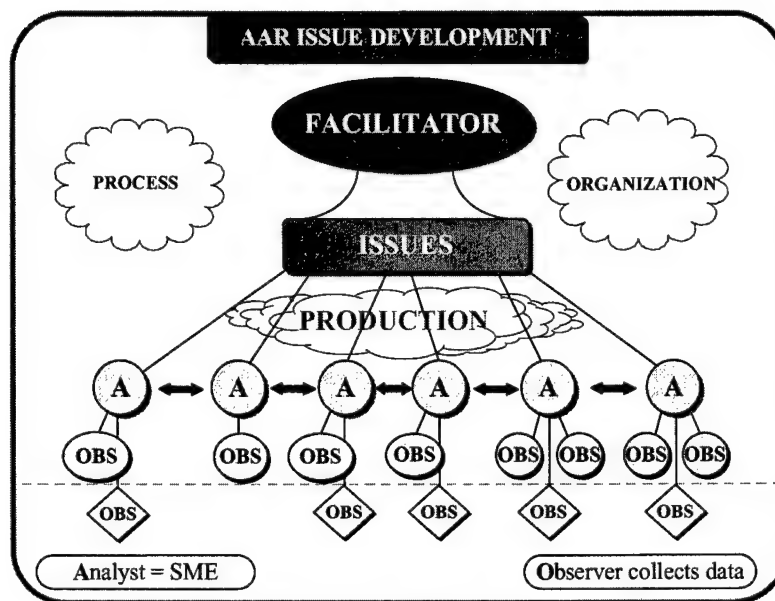 AAR ISSUE DEVELOPMENT
FACILITATOR
PROCESS
ORGANIZATION
ISSUES
PRODUCTION
A A A A A A
OBS OBS OBS OBS OBS OBS OBS OBS
OBS OBS OBS OBS OBS
Analyst = SME
Observer collects data